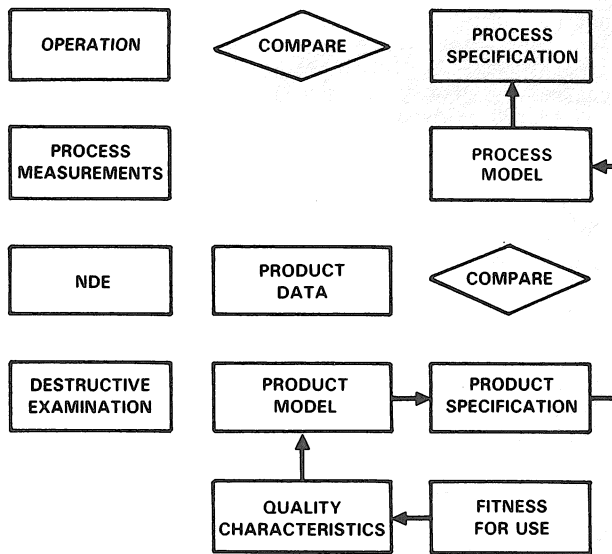 OPERATION
COMPARE
PROCESS
SPECIFICATION
PROCESS
MEASUREMENTS
PROCESS
MODEL
NDE
PRODUCT
DATA
COMPARE
DESTRUCTIVE
EXAMINATION
PRODUCT
MODEL
PRODUCT
SPECIFICATION
QUALITY
CHARACTERISTICS
FITNESS
FOR USE